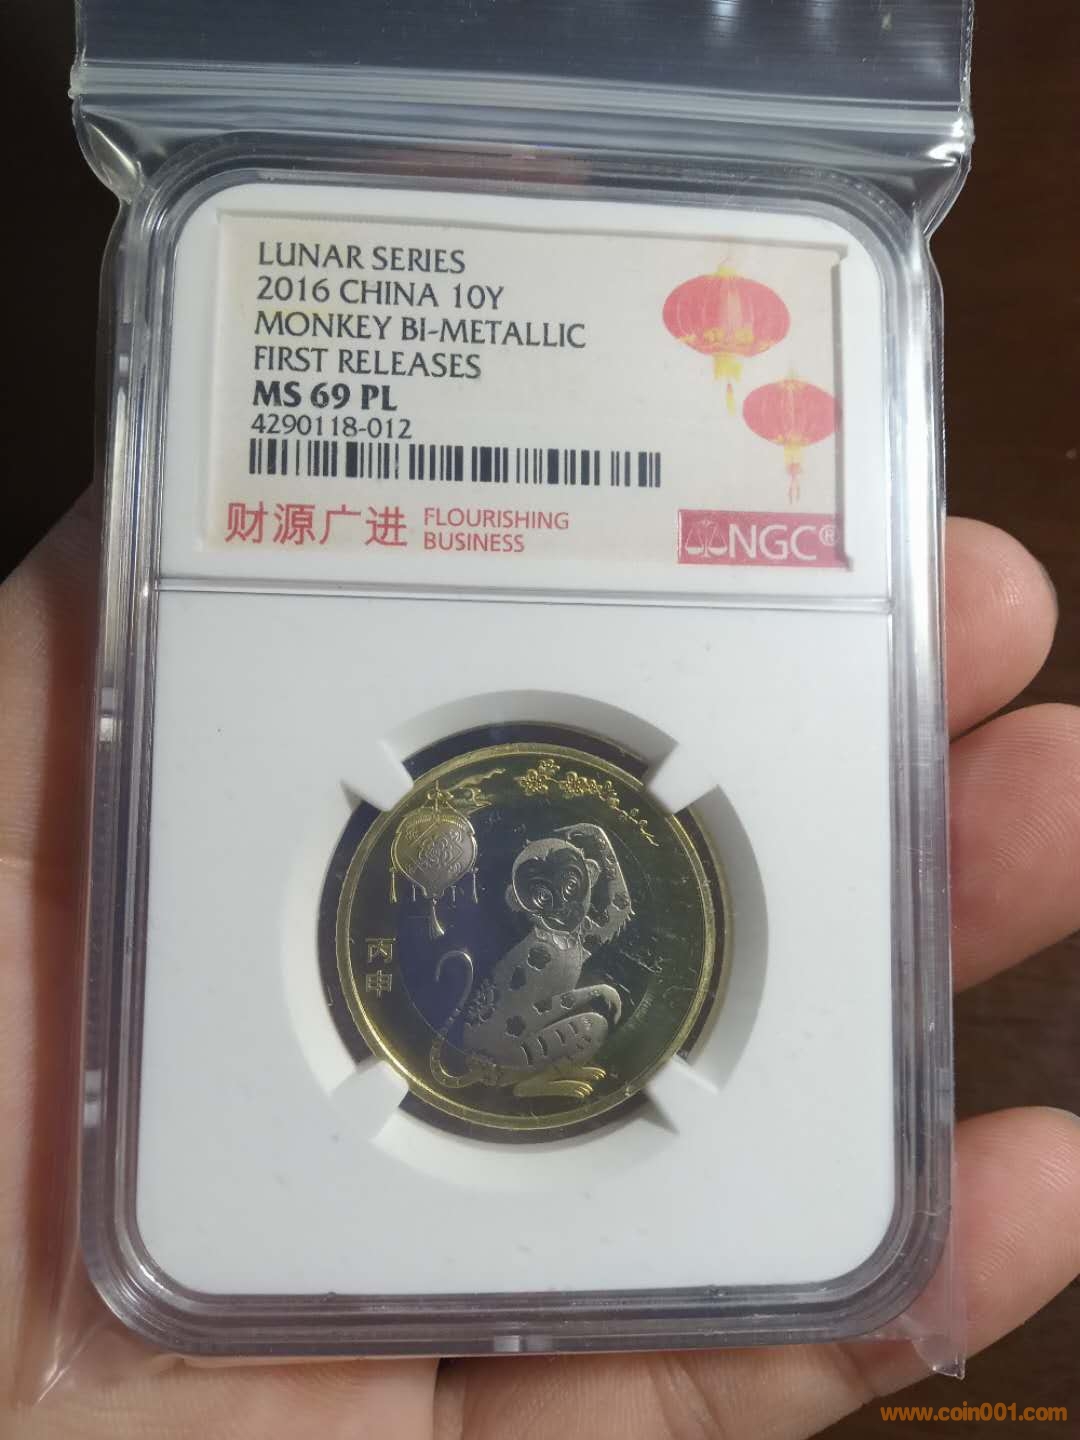 LUNAR SERIES
2016 CHINA 10Y
MONKEY BI-METALLIC
FIRST RELEASES
MS 69 PL
4290118-012
财源广进 FLOURISHING
BUSINESS
NGC®
丙
申
www.coin001.com